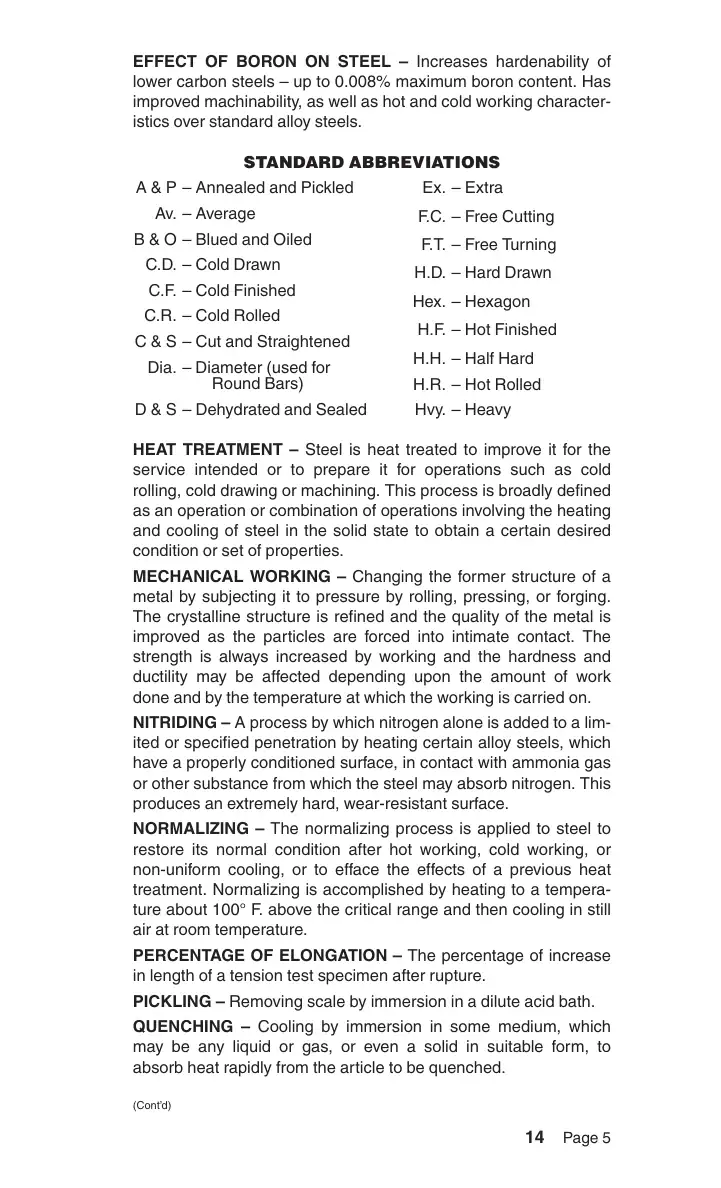 EFFECT OF BORON ON STEEL – Increases hardenability of
lower carbon steels – up to 0.008% maximum boron content. Has
improved machinability, as well as hot and cold working character-
istics over standard alloy steels.
STANDARD ABBREVIATIONS
A & P – Annealed and Pickled
Av. – Average
B & O – Blued and Oiled
C.D. – Cold Drawn
C.F. – Cold Finished
C.R. – Cold Rolled
C & S – Cut and Straightened
Dia. – Diameter (used for
Round Bars)
D & S – Dehydrated and Sealed
Ex. – Extra
F.C. – Free Cutting
F.T. – Free Turning
H.D. – Hard Drawn
Hex. – Hexagon
H.F. – Hot Finished
H.H. – Half Hard
H.R. – Hot Rolled
Hvy. – Heavy
HEAT TREATMENT – Steel is heat treated to improve it for the
service intended or to prepare it for operations such as cold
rolling, cold drawing or machining. This process is broadly defined
as an operation or combination of operations involving the heating
and cooling of steel in the solid state to obtain a certain desired
condition or set of properties.
MECHANICAL WORKING – Changing the former structure of a
metal by subjecting it to pressure by rolling, pressing, or forging.
The crystalline structure is refined and the quality of the metal is
improved as the particles are forced into intimate contact. The
strength is always increased by working and the hardness and
ductility may be affected depending upon the amount of work
done and by the temperature at which the working is carried on.
NITRIDING – A process by which nitrogen alone is added to a lim-
ited or specified penetration by heating certain alloy steels, which
have a properly conditioned surface, in contact with ammonia gas
or other substance from which the steel may absorb nitrogen. This
produces an extremely hard, wear-resistant surface.
NORMALIZING – The normalizing process is applied to steel to
restore its normal condition after hot working, cold working, or
non-uniform cooling, or to efface the effects of a previous heat
treatment. Normalizing is accomplished by heating to a tempera-
ture about 100° F. above the critical range and then cooling in still
air at room temperature.
PERCENTAGE OF ELONGATION – The percentage of increase
in length of a tension test specimen after rupture.
PICKLING – Removing scale by immersion in a dilute acid bath.
QUENCHING – Cooling by immersion in some medium, which
may be any liquid or gas, or even a solid in suitable form, to
absorb heat rapidly from the article to be quenched.
(Cont'd)
14 Page 5